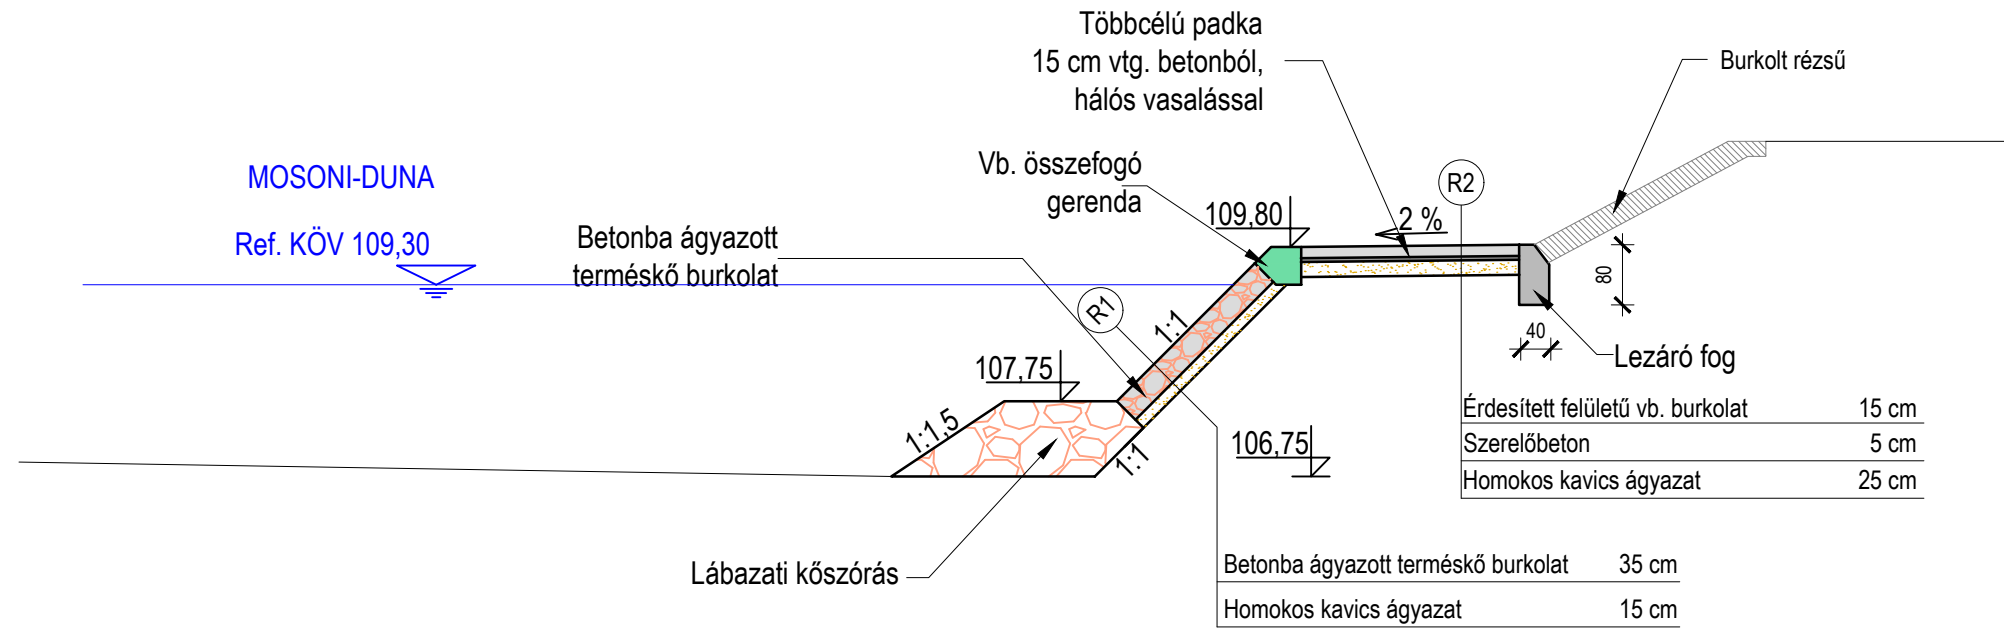 Többcélú padka
15 cm vtg. betonból,
hálós vasalással
Burkolt rézsű
MOSONI-DUNA
Vb. összefogó
gerenda
R2
109,80
2 %
Ref. KÖV 109,30
Betonba ágyazott
terméskő burkolat
80
R1
1:1
40
Lezáró fog
107,75
1:1,5
1:1
106,75
Érdesített felületű vb. burkolat 15 cm
Szerelőbeton 5 cm
Homokos kavics ágyazat 25 cm
Lábazati kőszórás
Betonba ágyazott terméskő burkolat 35 cm
Homokos kavics ágyazat 15 cm